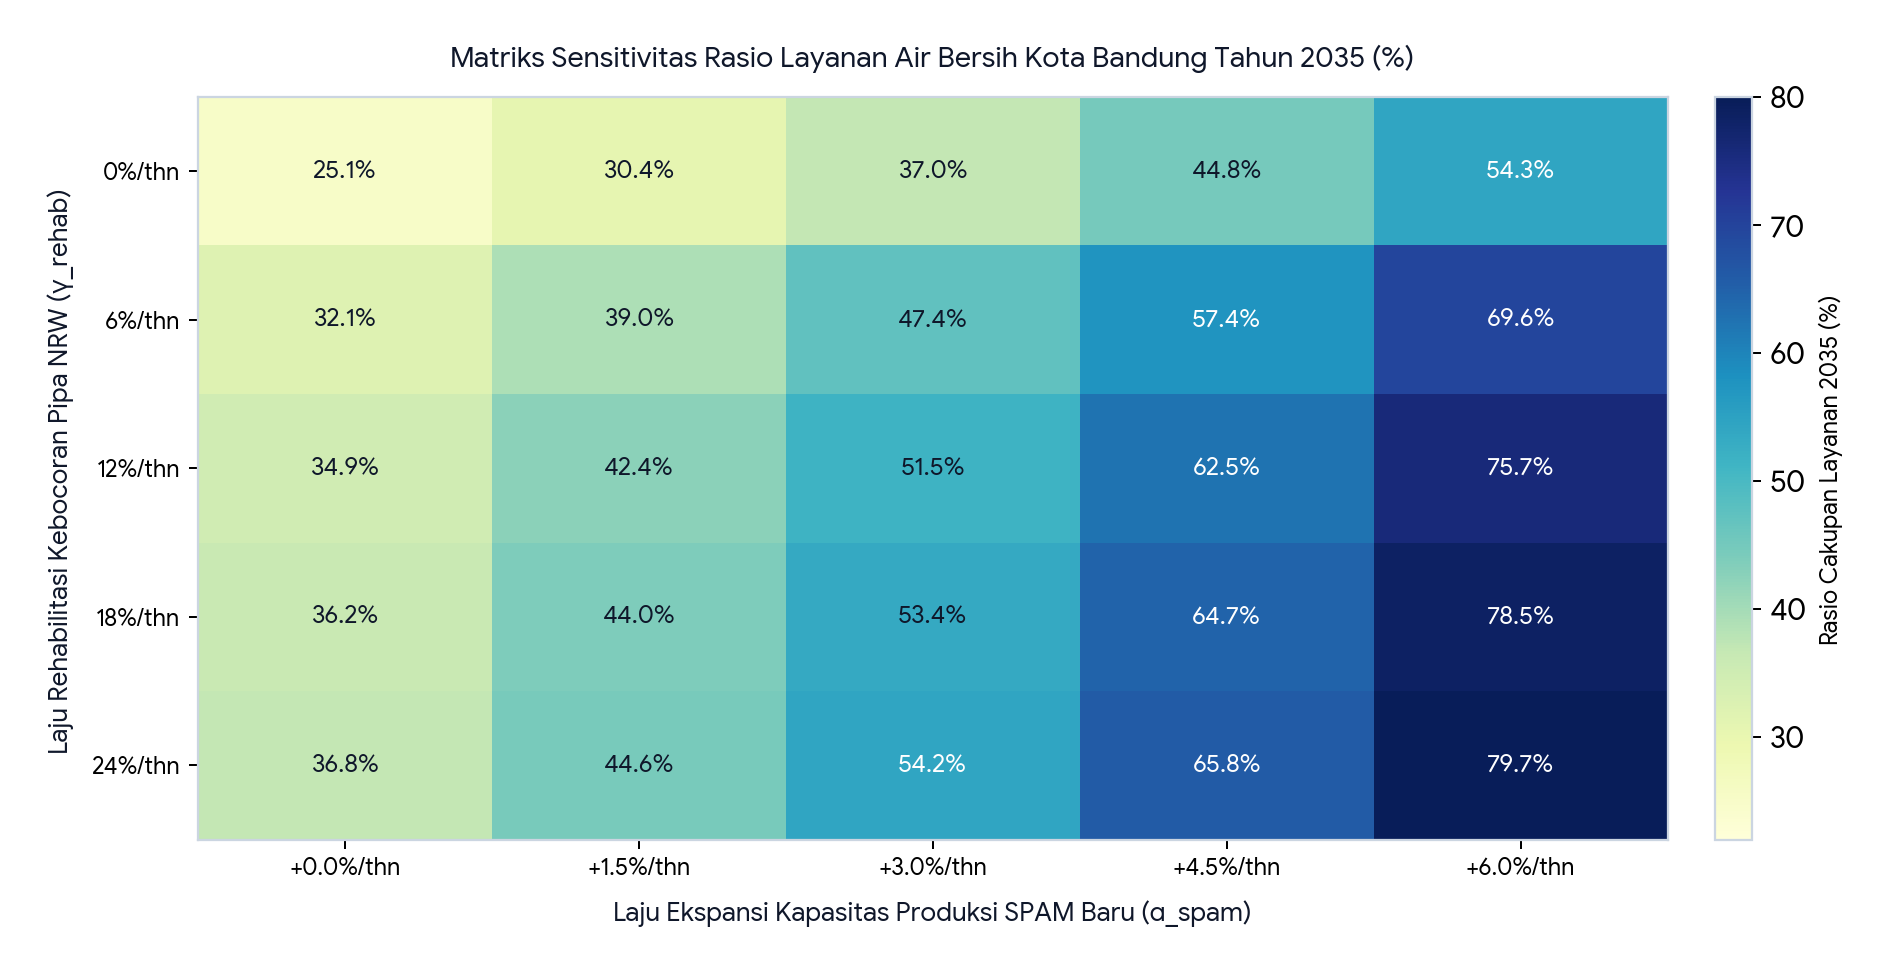 Matriks Sensitivitas Rasio Layanan Air Bersih Kota Bandung Tahun 2035 (%)
Laju Rehabilitasi Kebocoran Pipa NRW (γ_rehab)
0%/thn 25.1% 30.4% 37.0% 44.8% 54.3%
6%/thn 32.1% 39.0% 47.4% 57.4% 69.6%
12%/thn 34.9% 42.4% 51.5% 62.5% 75.7%
18%/thn 36.2% 44.0% 53.4% 64.7% 78.5%
24%/thn 36.8% 44.6% 54.2% 65.8% 79.7%
+0.0%/thn +1.5%/thn +3.0%/thn +4.5%/thn +6.0%/thn
Laju Ekspansi Kapasitas Produksi SPAM Baru (α_spam)
80
70
60
50
40
30
Rasio Cakupan Layanan 2035 (%)